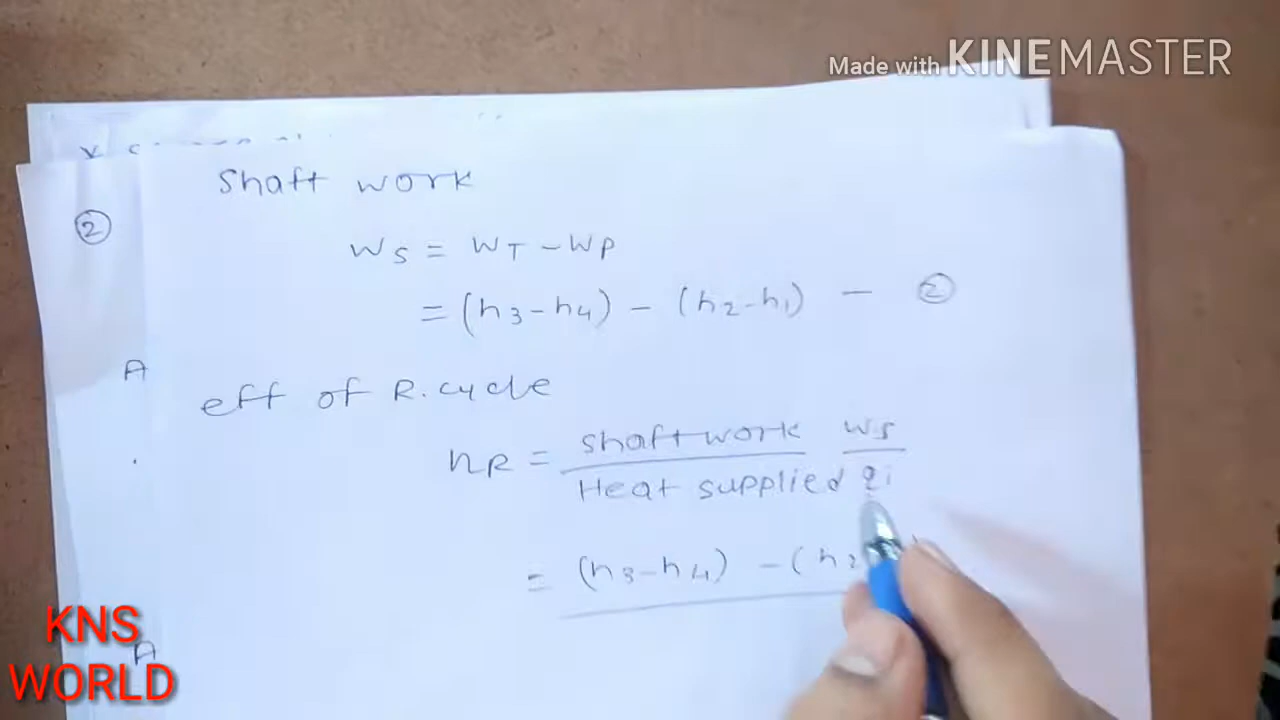 Made with KINEMASTER
Shaft work
②
WS = WT - WP
= (h3 - h4) - (h2 - h1) - ②
A
eff of R.cycle
ηR = Shaft work / Heat supplied WS / qi
= (h3 - h4) - (h2
KNS
A
WORLD